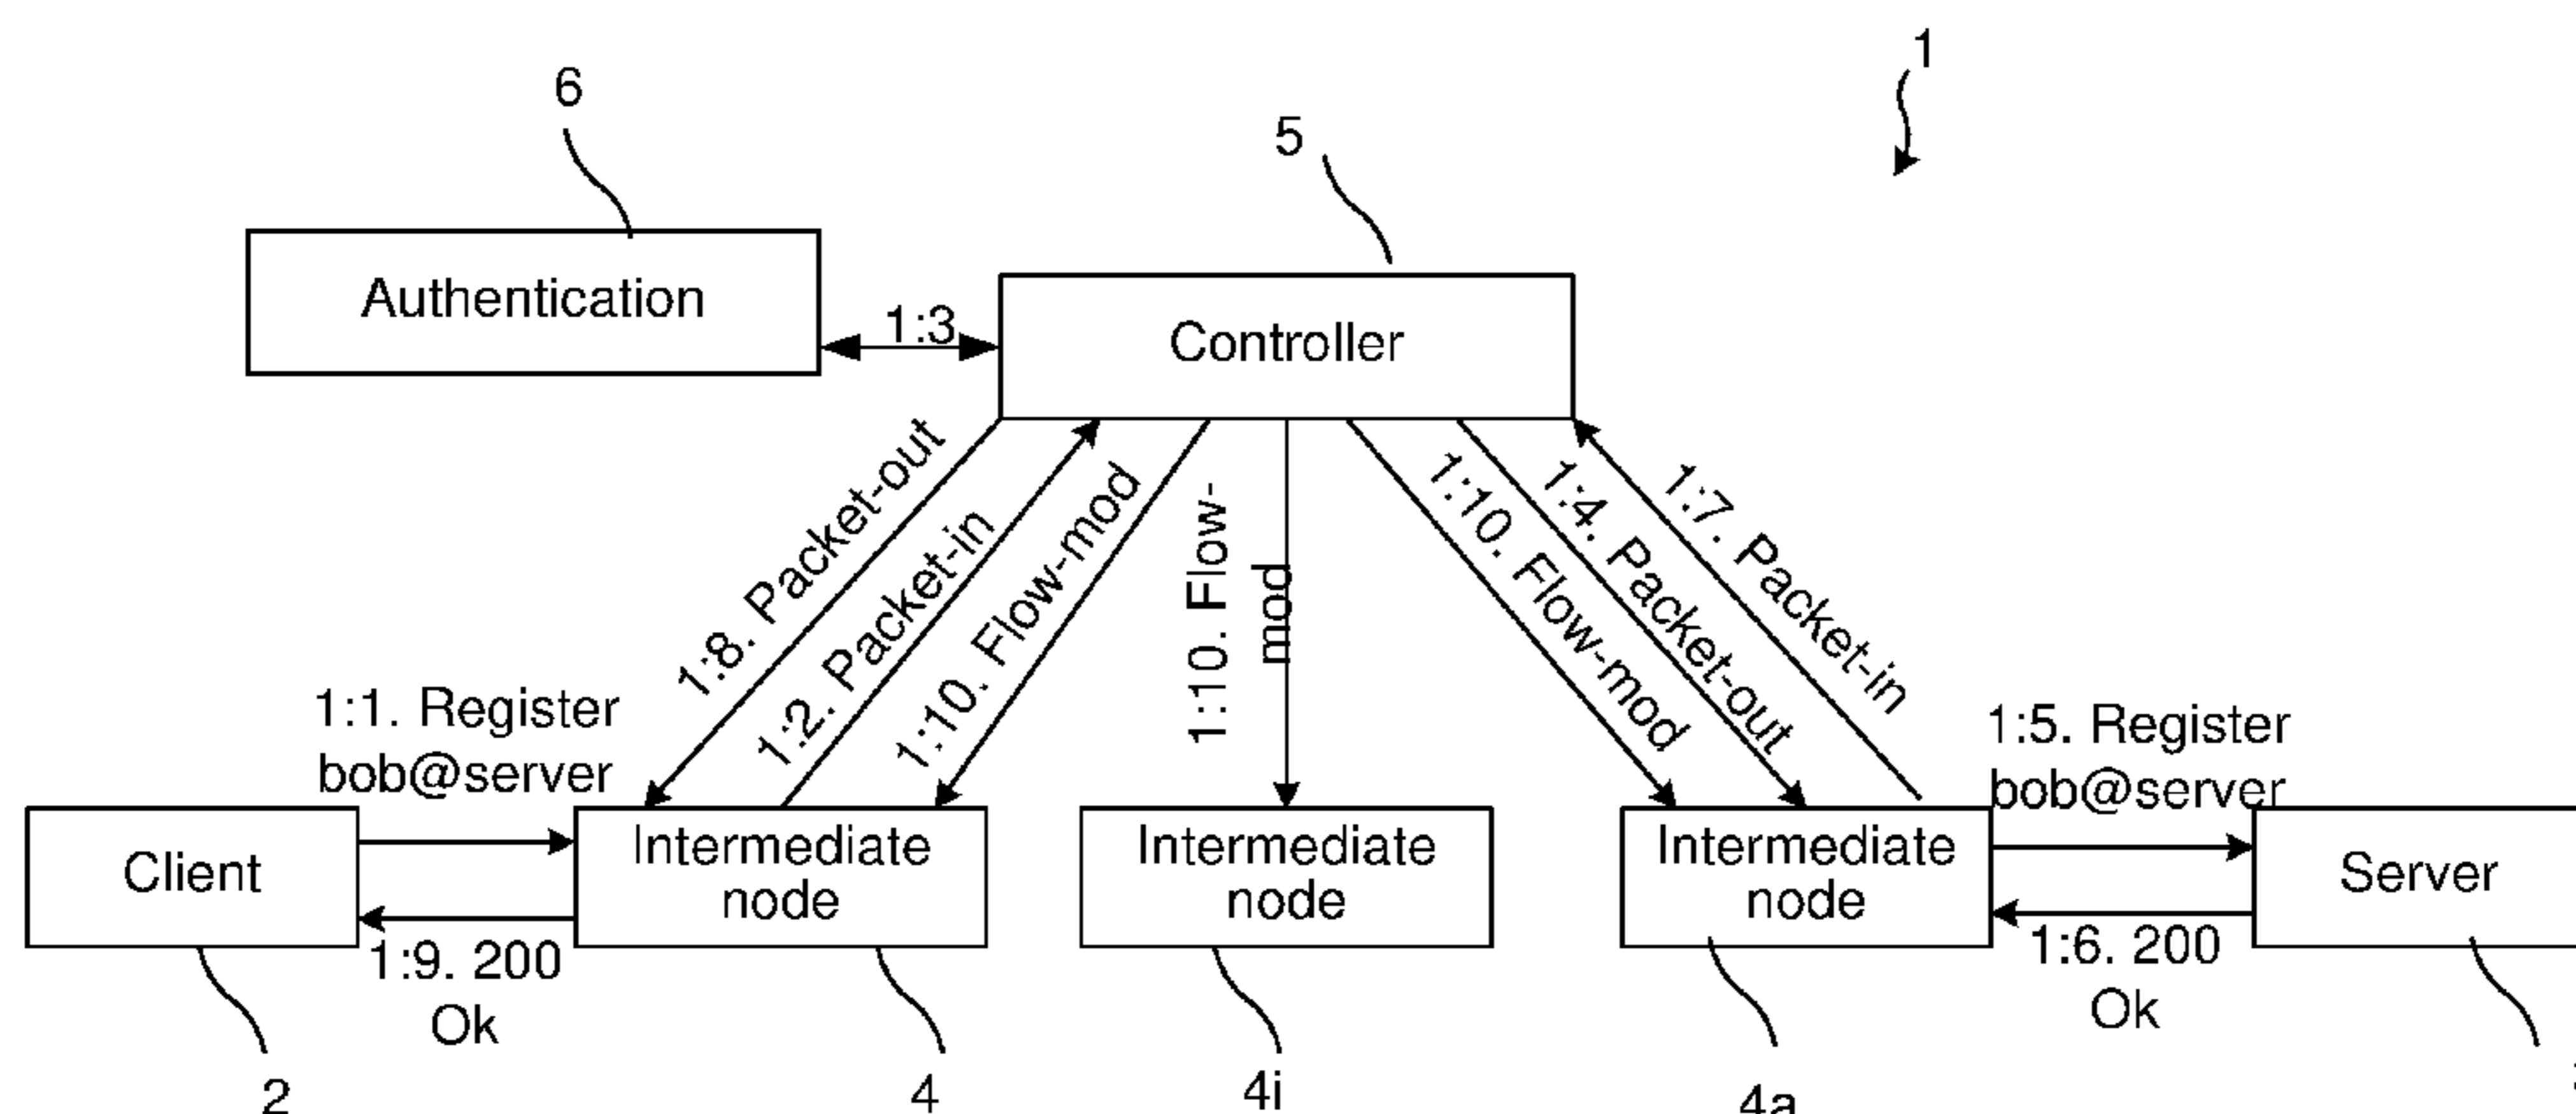 1
6
5
Authentication
1:3
Controller
1:8. Packet-out
1:2. Packet-in
1:10. Flow-mod
1:10. Flow-
mod
1:10. Flow-mod
1:4. Packet-out
1:7. Packet-in
1:1. Register
bob@server
1:5. Register
bob@server
Client
Intermediate
node
Intermediate
node
Intermediate
node
Server
1:9. 200
Ok
1:6. 200
Ok
2
4
4i
4a